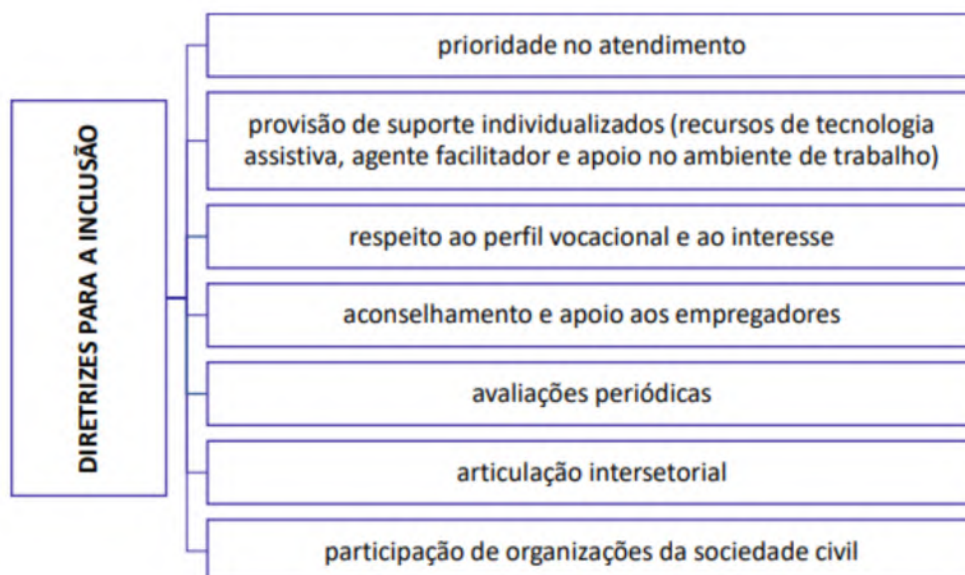 DIRETRIZES PARA A INCLUSÃO
prioridade no atendimento
provisão de suporte individualizados (recursos de tecnologia
assistiva, agente facilitador e apoio no ambiente de trabalho)
respeito ao perfil vocacional e ao interesse
aconselhamento e apoio aos empregadores
avaliações periódicas
articulação intersetorial
participação de organizações da sociedade civil